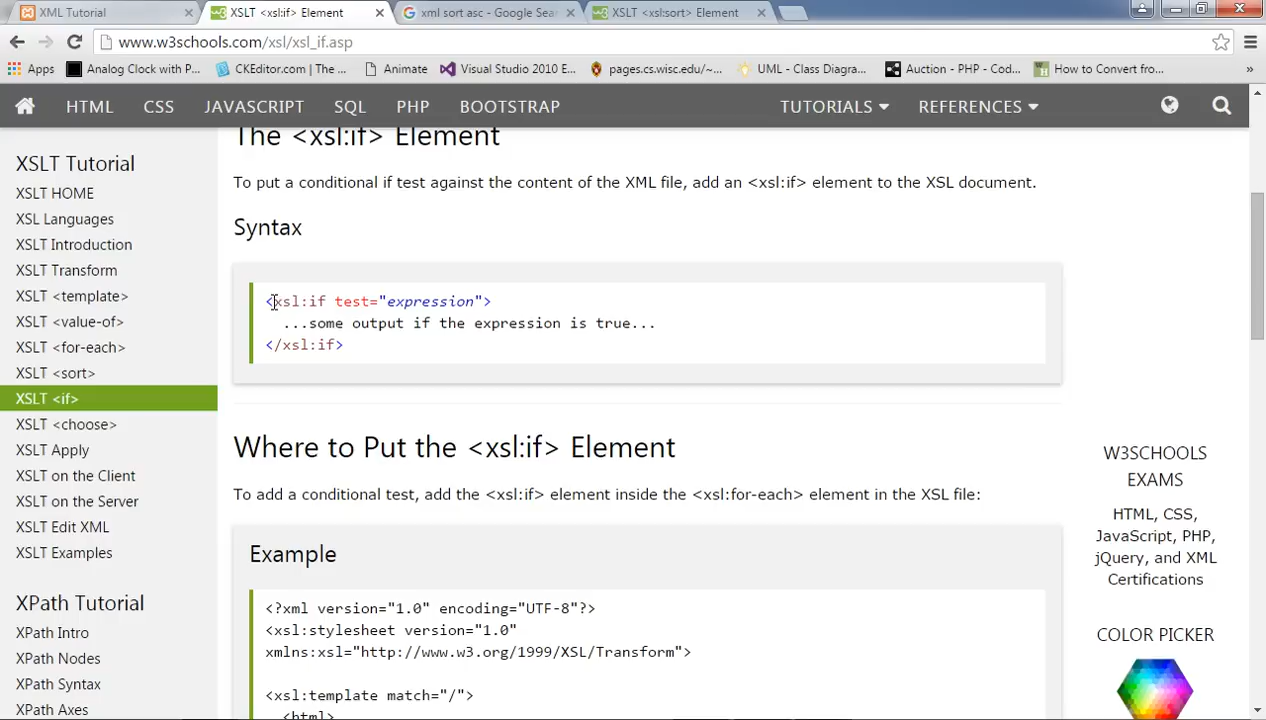 XML Tutorial
XSLT <xsl:if> Element
xml sort asc - Google Sear
XSLT <xsl:sort> Element
www.w3schools.com/xsl/xsl_if.asp
Apps
Analog Clock with P...
CKEditor.com | The ...
Animate
Visual Studio 2010 E...
pages.cs.wisc.edu/~...
UML - Class Diagra...
Auction - PHP - Cod...
How to Convert fro...
»
HTML CSS JAVASCRIPT SQL PHP BOOTSTRAP TUTORIALS REFERENCES
XSLT Tutorial
XSLT HOME
XSL Languages
XSLT Introduction
XSLT Transform
XSLT <template>
XSLT <value-of>
XSLT <for-each>
XSLT <sort>
XSLT <if>
XSLT <choose>
XSLT Apply
XSLT on the Client
XSLT on the Server
XSLT Edit XML
XSLT Examples
XPath Tutorial
XPath Intro
XPath Nodes
XPath Syntax
XPath Axes
The <xsl:if> Element
To put a conditional if test against the content of the XML file, add an <xsl:if> element to the XSL document.
Syntax
<xsl:if test="expression">
...some output if the expression is true...
</xsl:if>
Where to Put the <xsl:if> Element
To add a conditional test, add the <xsl:if> element inside the <xsl:for-each> element in the XSL file:
Example
<?xml version="1.0" encoding="UTF-8"?>
<xsl:stylesheet version="1.0"
xmlns:xsl="http://www.w3.org/1999/XSL/Transform">
<xsl:template match="/">
<html>
W3SCHOOLS
EXAMS
HTML, CSS,
JavaScript, PHP,
jQuery, and XML
Certifications
COLOR PICKER